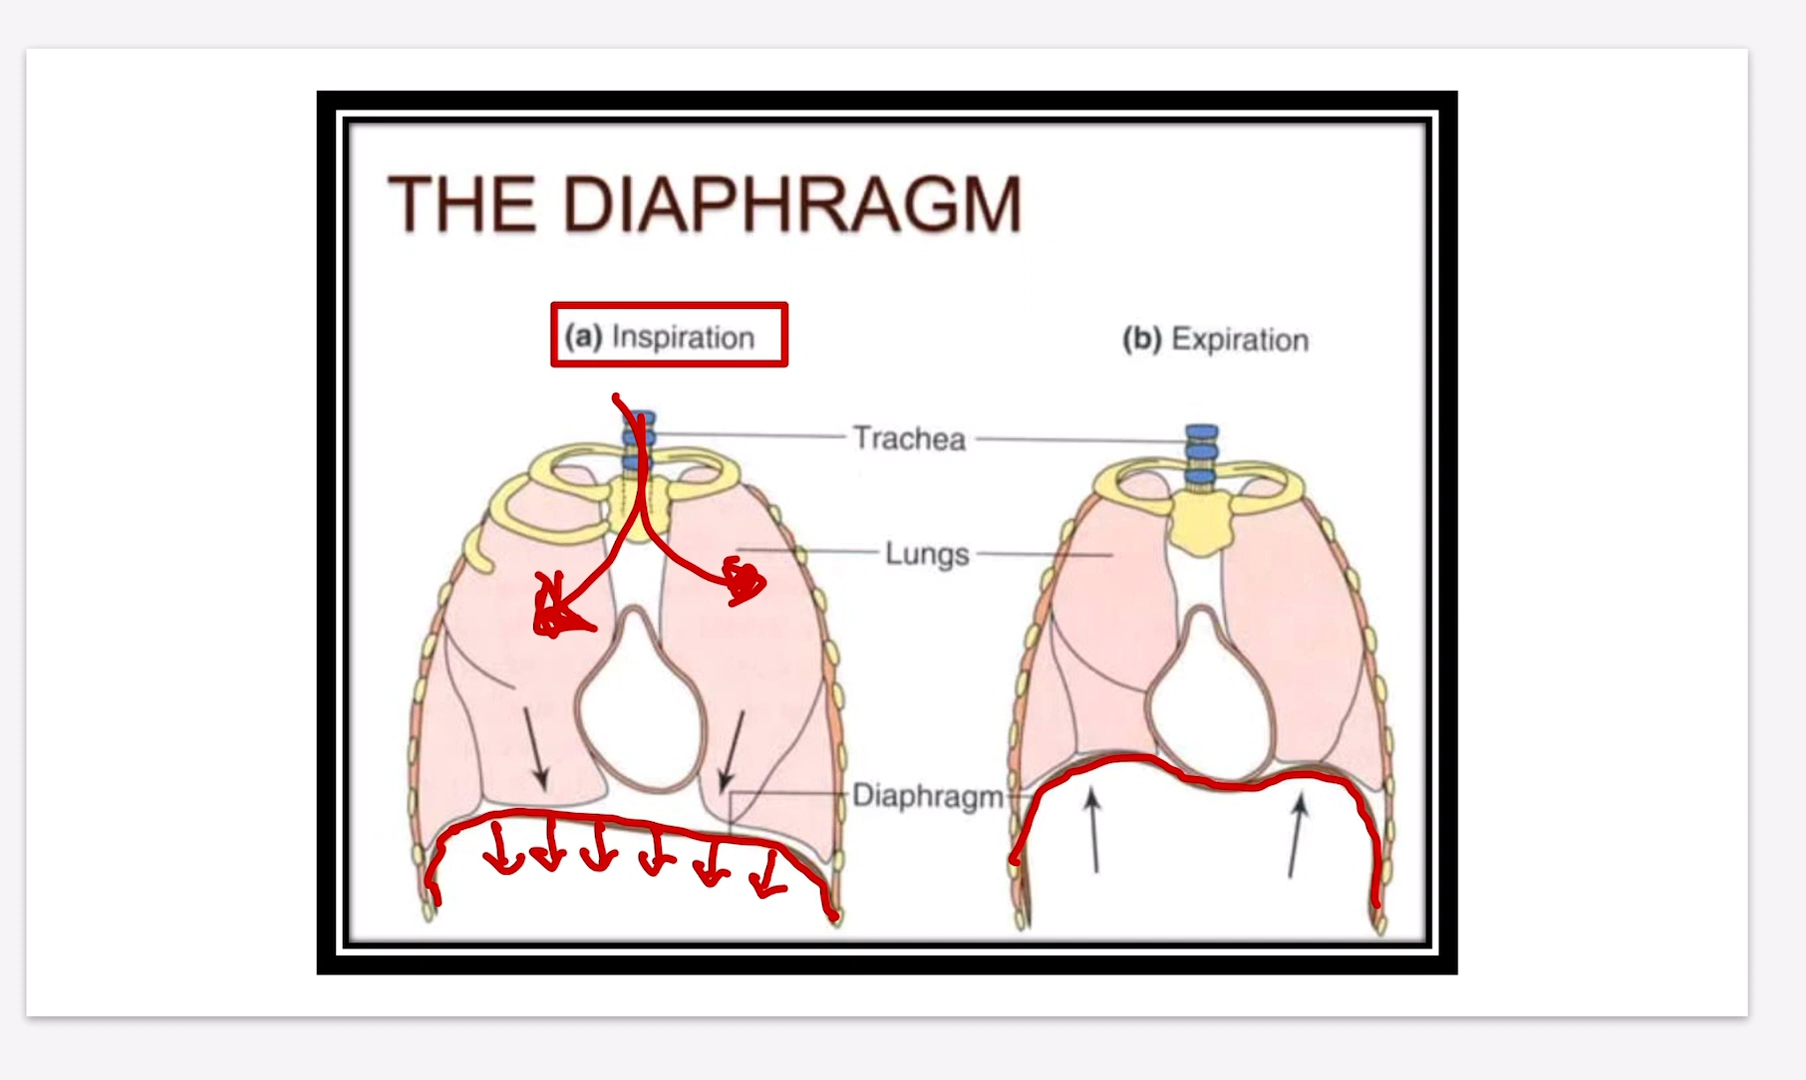 THE DIAPHRAGM
(a) Inspiration
(b) Expiration
Trachea
Lungs
Diaphragm